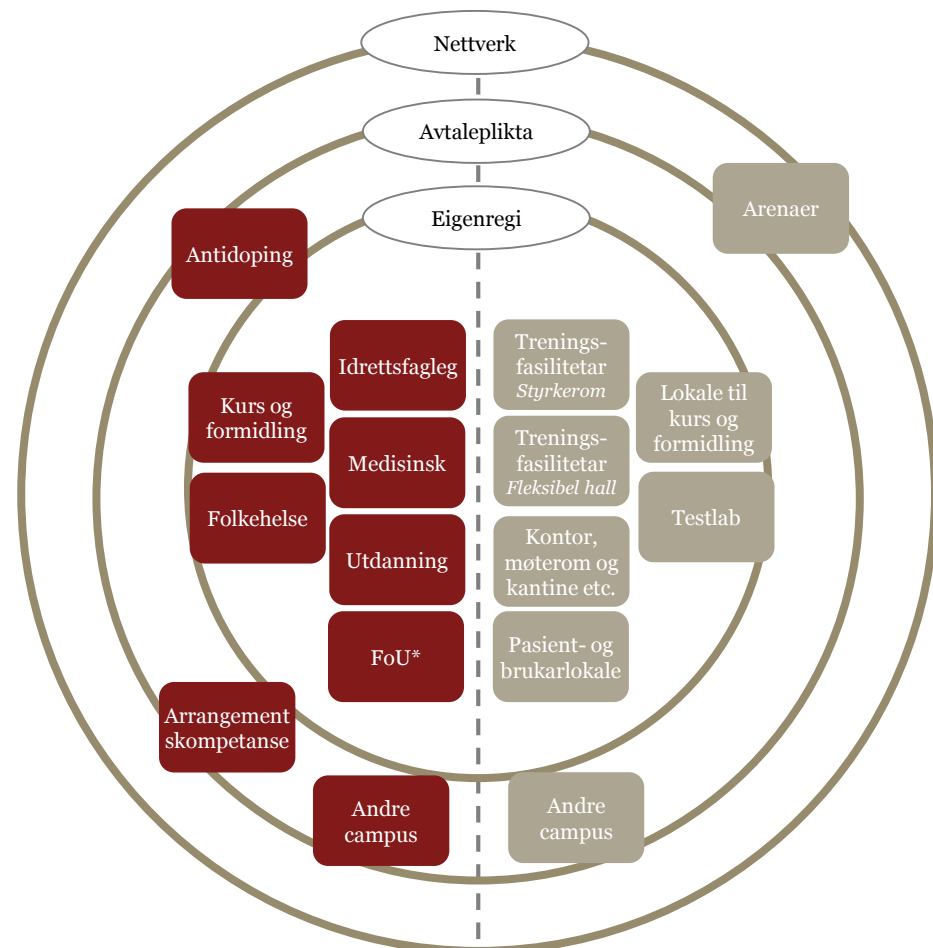 Nettverk
Avtaleplikta
Eigenregi
Arenaer
Antidoping
Idrettsfagleg
Kurs og
formidling
Medisinsk
Folkehelse
Utdanning
FoU*
Arrangement
skompetanse
Andre
campus
Trenings-
fasilitetar
Styrkerom
Lokale til
kurs og
formidling
Trenings-
fasilitetar
Fleksibel hall
Testlab
Kontor,
møterom og
kantine etc.
Pasient- og
brukarlokale
Andre
campus